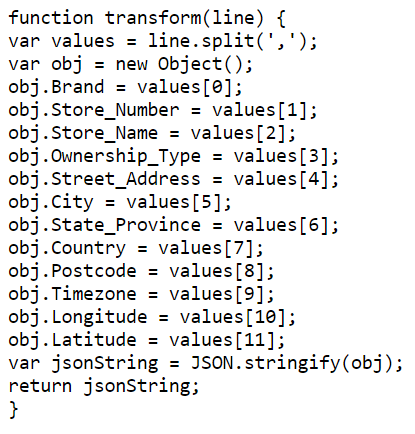 function transform(line) {
var values = line.split(',');
var obj = new Object();
obj.Brand = values[0];
obj.Store_Number = values[1];
obj.Store_Name = values[2];
obj.Ownership_Type = values[3];
obj.Street_Address = values[4];
obj.City = values[5];
obj.State_Province = values[6];
obj.Country = values[7];
obj.Postcode = values[8];
obj.Timezone = values[9];
obj.Longitude = values[10];
obj.Latitude = values[11];
var jsonString = JSON.stringify(obj);
return jsonString;
}